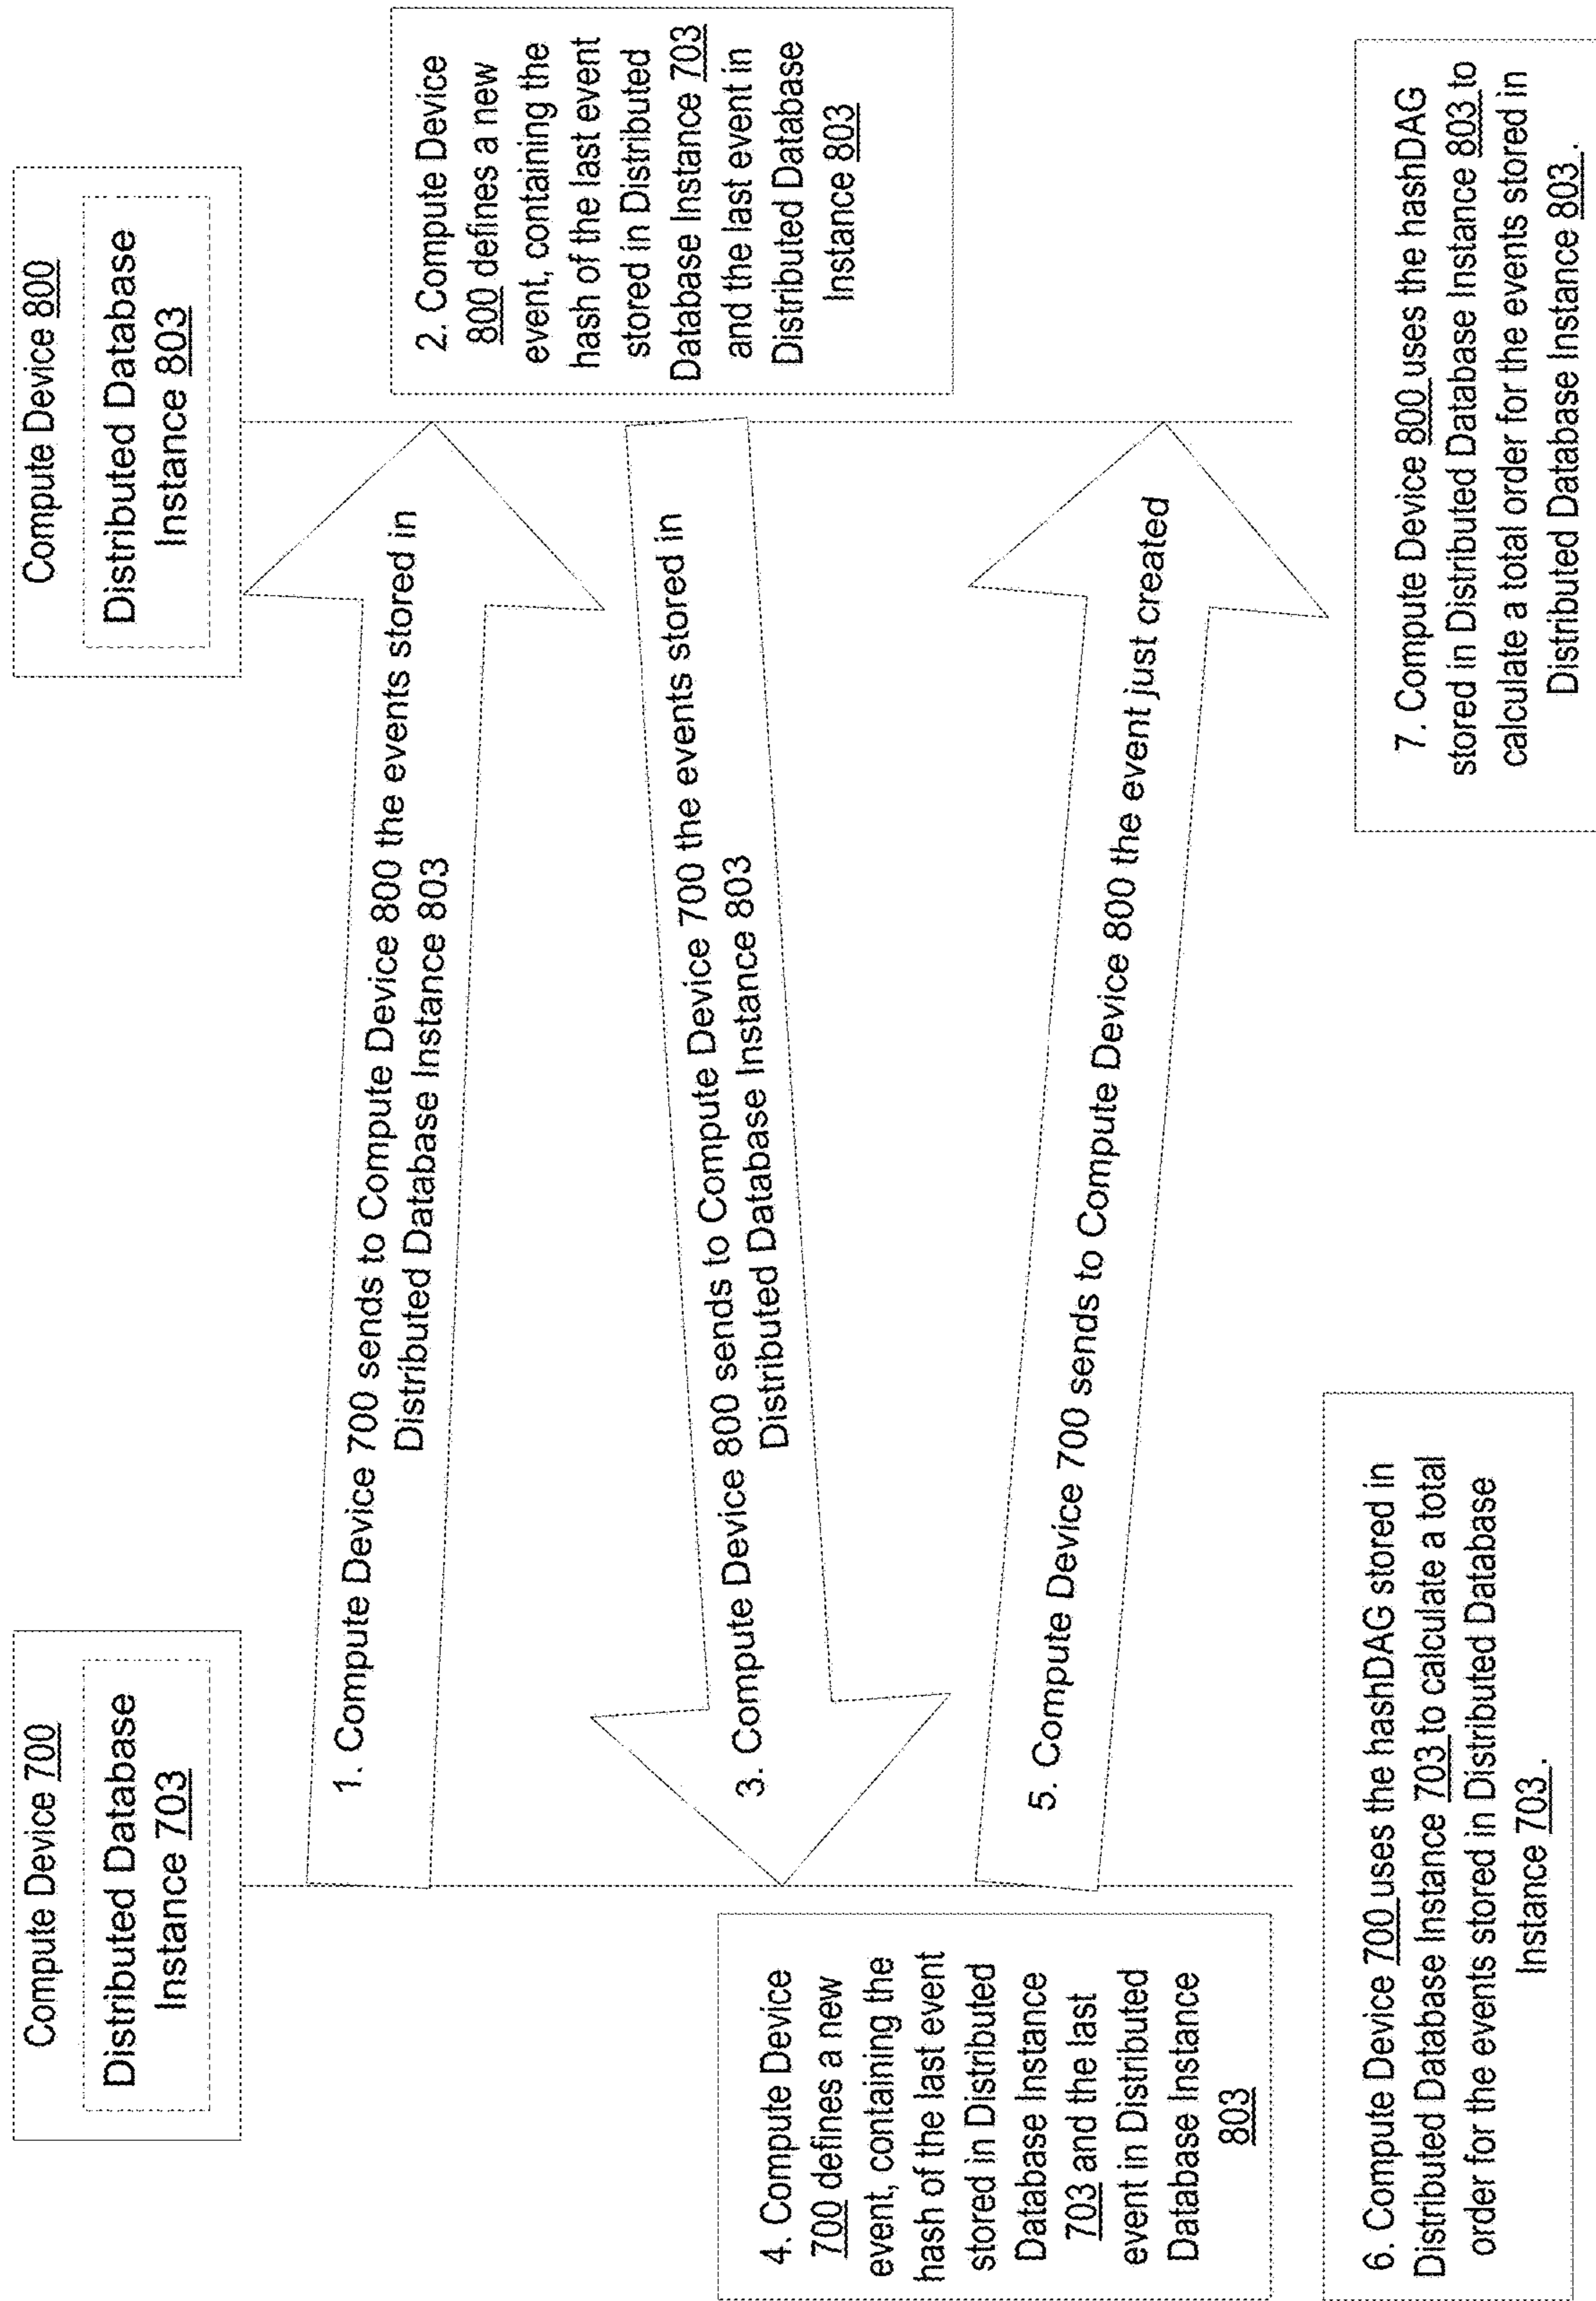 Compute Device 700
Distributed Database
Instance 703
Compute Device 800
Distributed Database
Instance 803
1. Compute Device 700 sends to Compute Device 800 the events stored in
Distributed Database Instance 803
2. Compute Device
800 defines a new
event, containing the
hash of the last event
stored in Distributed
Database Instance 703
and the last event in
Distributed Database
Instance 803
3. Compute Device 800 sends to Compute Device 700 the events stored in
Distributed Database Instance 803
4. Compute Device
700 defines a new
event, containing the
hash of the last event
stored in Distributed
Database Instance
703 and the last
event in Distributed
Database Instance
803
5. Compute Device 700 sends to Compute Device 800 the event just created
6. Compute Device 700 uses the hashDAG stored in
Distributed Database Instance 703 to calculate a total
order for the events stored in Distributed Database
Instance 703 .
7. Compute Device 800 uses the hashDAG
stored in Distributed Database Instance 803 to
calculate a total order for the events stored in
Distributed Database Instance 803 .